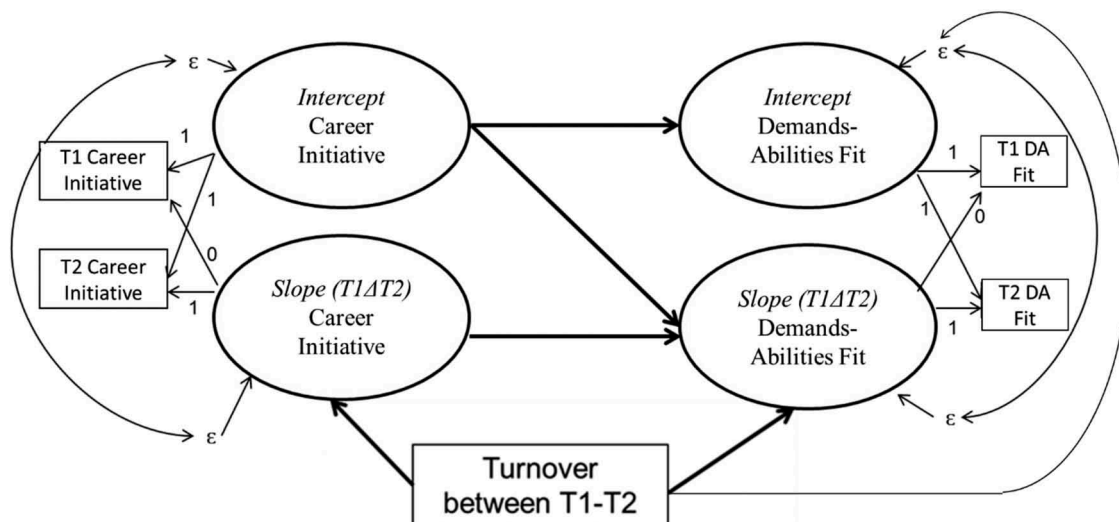 ε
Intercept
Career
Initiative
Intercept
Demands-
Abilities Fit
ε
T1 Career
Initiative
1
1
0
1
T2 Career
Initiative
Slope (T1ΔT2)
Career
Initiative
Slope (T1ΔT2)
Demands-
Abilities Fit
1
1
0
1
T1 DA
Fit
T2 DA
Fit
ε
ε
Turnover
between T1-T2